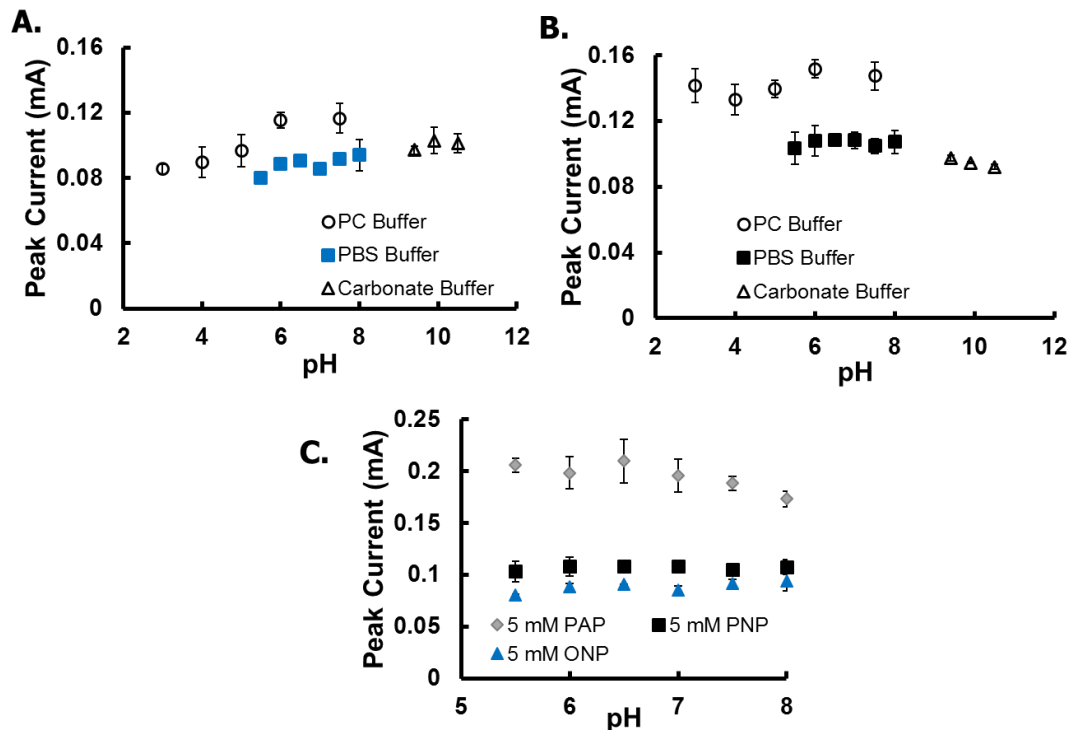 A.
Peak Current (mA)
0.16
0.12
0.08
0.04
0
PC Buffer
PBS Buffer
Carbonate Buffer
2 4 6 8 10 12
pH
B.
Peak Current (mA)
0.16
0.12
0.08
0.04
0
PC Buffer
PBS Buffer
Carbonate Buffer
2 4 6 8 10 12
pH
C.
Peak Current (mA)
0.25
0.2
0.15
0.1
0.05
0
5 mM PAP 5 mM PNP
5 mM ONP
5 6 7 8
pH